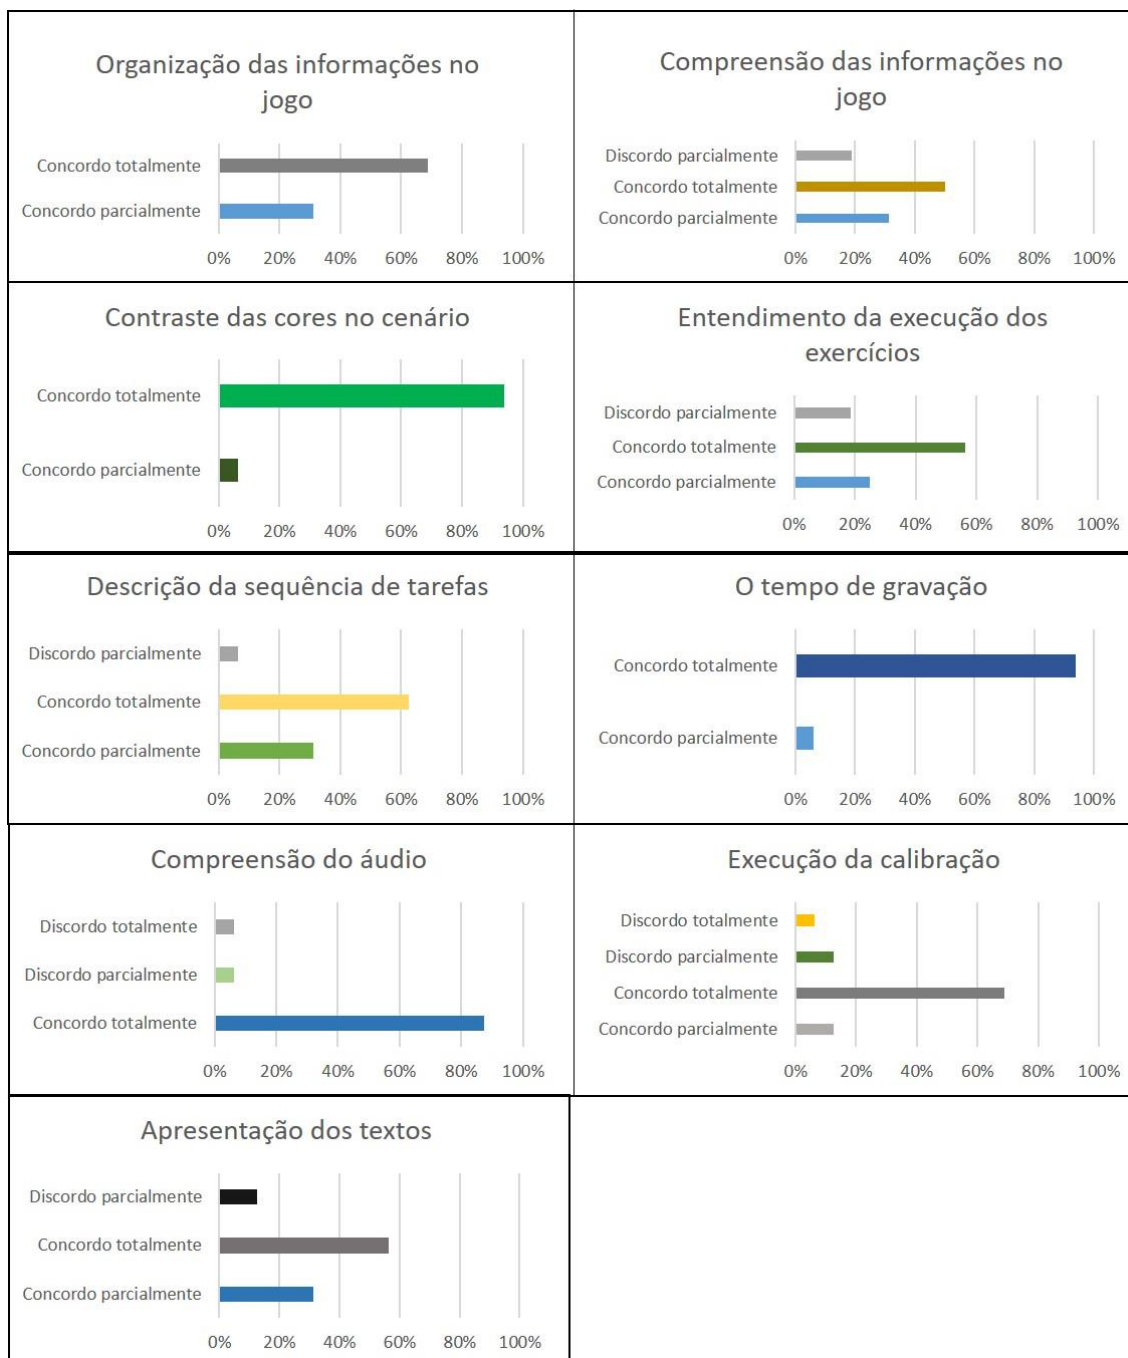 Organização das informações no
jogo
Concordo totalmente
Concordo parcialmente
0% 20% 40% 60% 80% 100%
Compreensão das informações no
jogo
Discordo parcialmente
Concordo totalmente
Concordo parcialmente
0% 20% 40% 60% 80% 100%
Contraste das cores no cenário
Concordo totalmente
Concordo parcialmente
0% 20% 40% 60% 80% 100%
Entendimento da execução dos
exercícios
Discordo parcialmente
Concordo totalmente
Concordo parcialmente
0% 20% 40% 60% 80% 100%
Descrição da sequência de tarefas
Discordo parcialmente
Concordo totalmente
Concordo parcialmente
0% 20% 40% 60% 80% 100%
O tempo de gravação
Concordo totalmente
Concordo parcialmente
0% 20% 40% 60% 80% 100%
Compreensão do áudio
Discordo totalmente
Discordo parcialmente
Concordo totalmente
0% 20% 40% 60% 80% 100%
Execução da calibração
Discordo totalmente
Discordo parcialmente
Concordo totalmente
Concordo parcialmente
0% 20% 40% 60% 80% 100%
Apresentação dos textos
Discordo parcialmente
Concordo totalmente
Concordo parcialmente
0% 20% 40% 60% 80% 100%